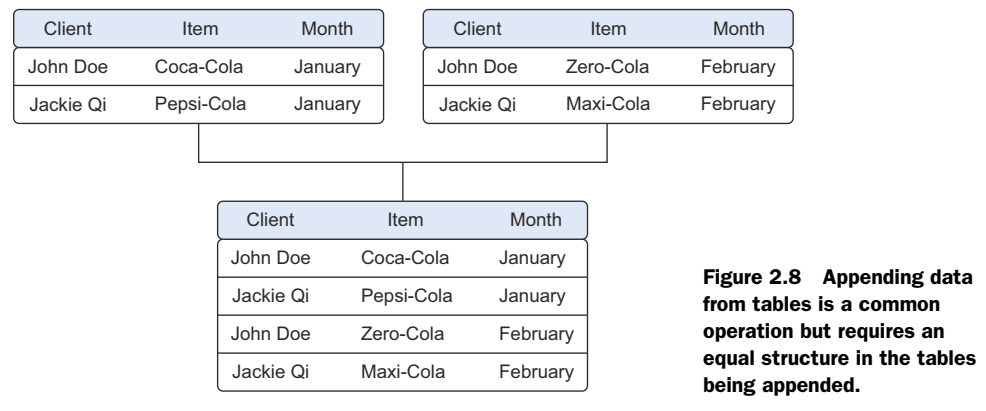 Client Item Month
John Doe Coca-Cola January
Jackie Qi Pepsi-Cola January
Client Item Month
John Doe Zero-Cola February
Jackie Qi Maxi-Cola February
Client Item Month
John Doe Coca-Cola January
Jackie Qi Pepsi-Cola January
John Doe Zero-Cola February
Jackie Qi Maxi-Cola February
Figure 2.8 Appending data
from tables is a common
operation but requires an
equal structure in the tables
being appended.